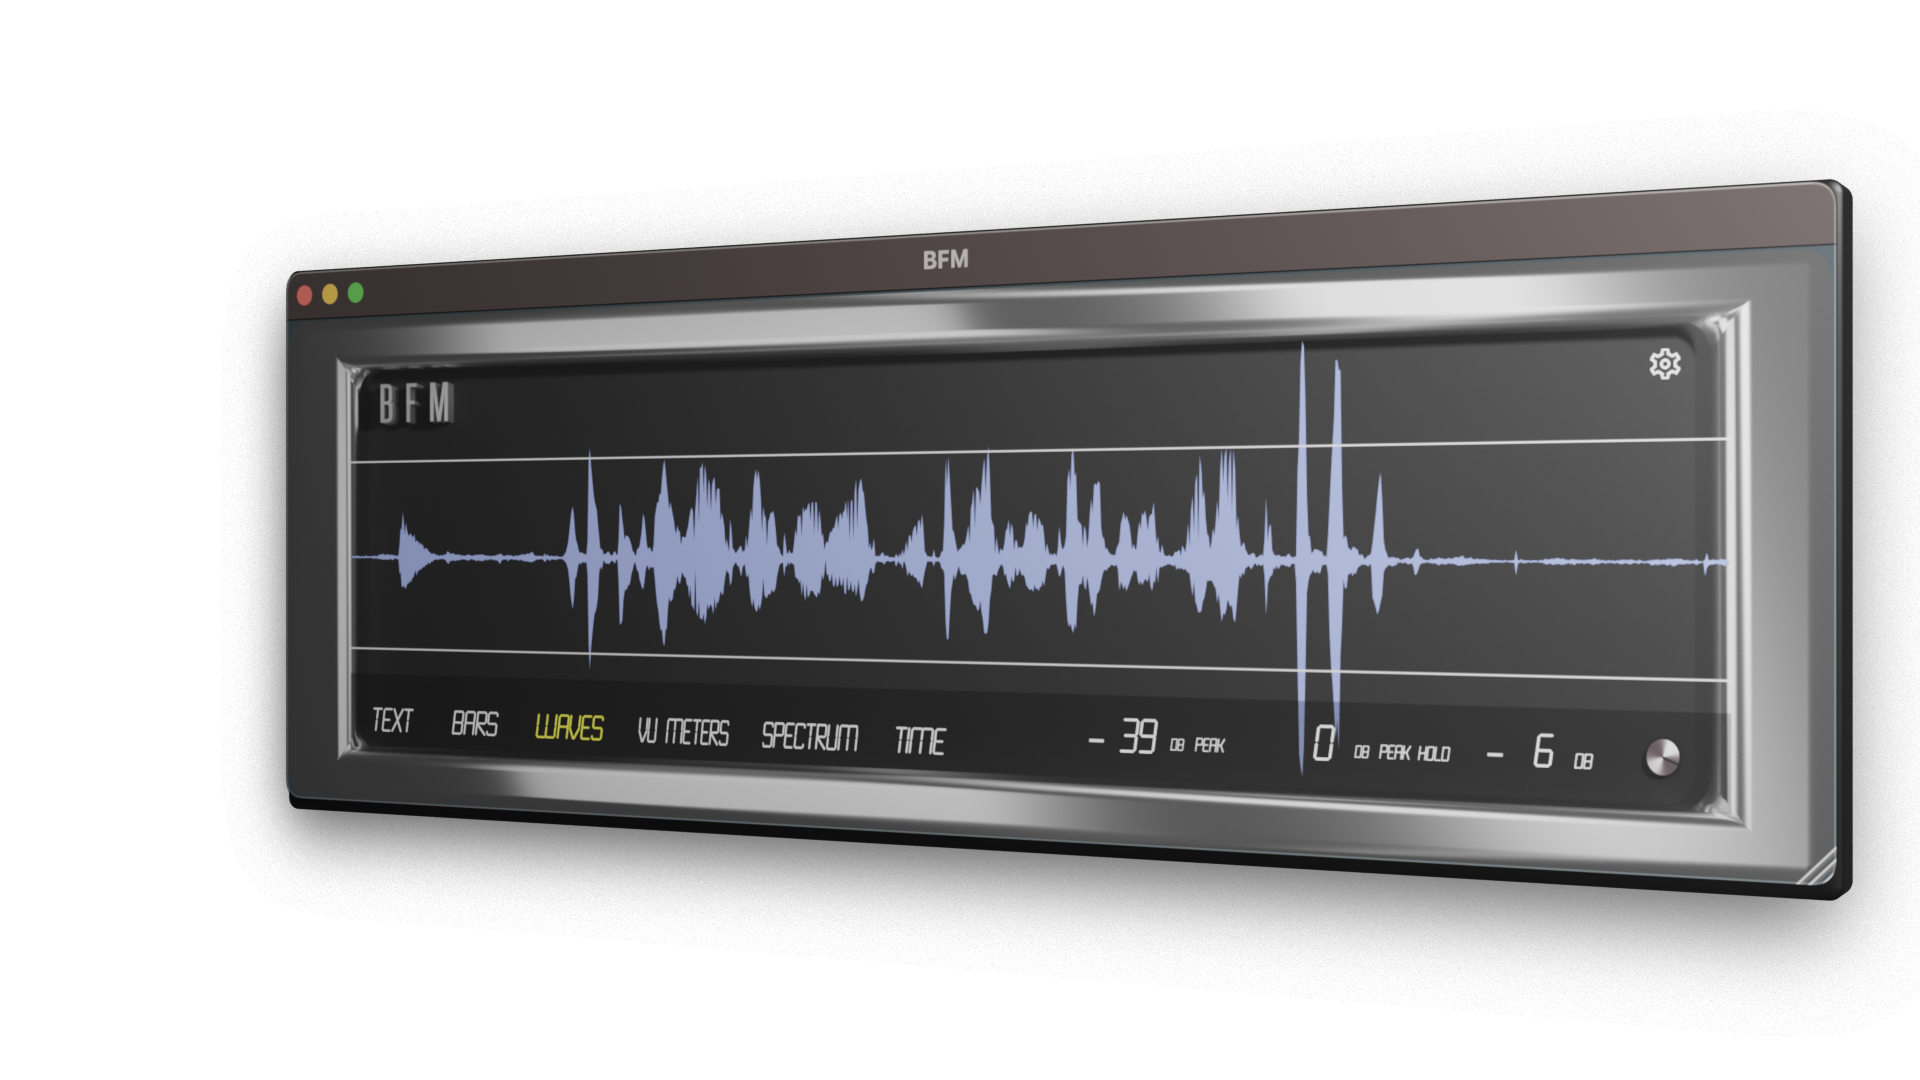 BFM
BFM
TEXT BARS WAVES VU METERS SPECTRUM TIME - 39 DB PEAK 0 DB PEAK HOLD - 6 DB